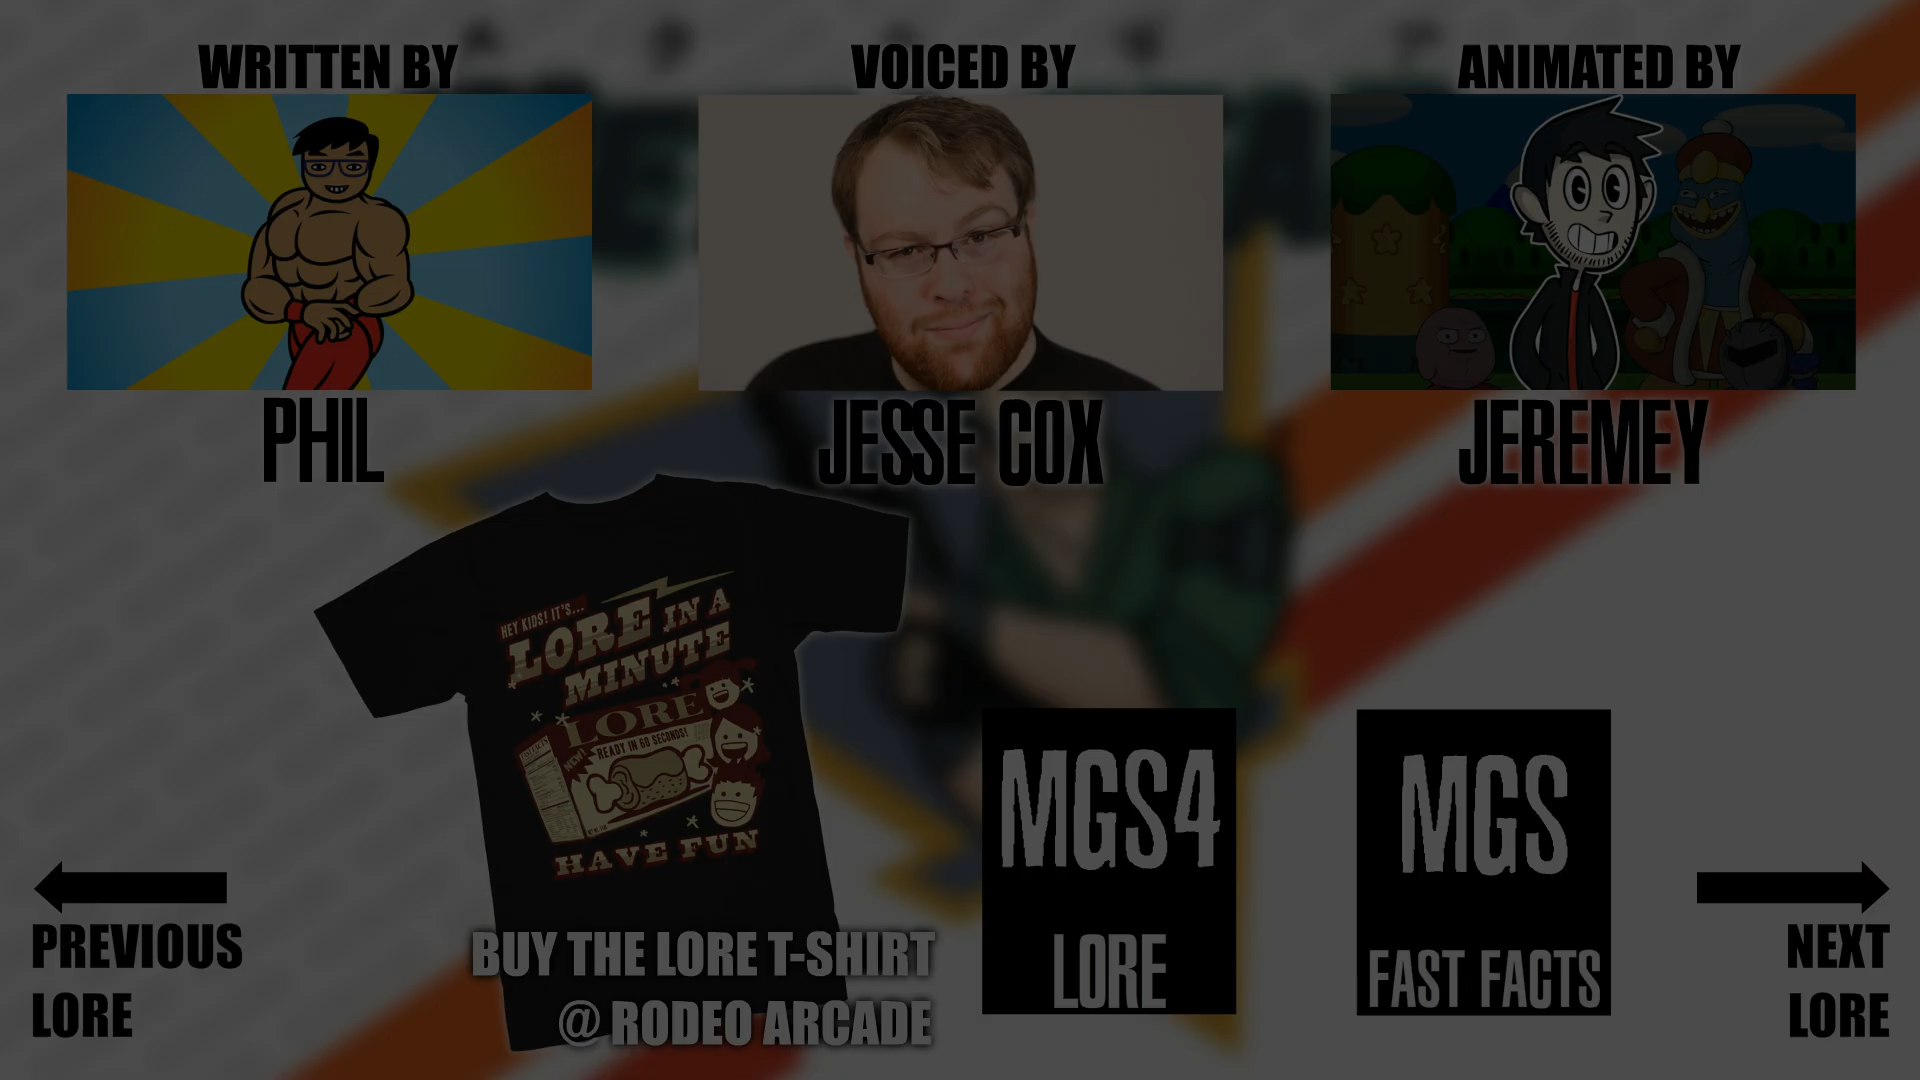 WRITTEN BY
VOICED BY
ANIMATED BY
PHIL
JESSE COX
JEREMEY
HEY KIDS! IT'S...
LORE IN A
MINUTE
LORE
NEW!
READY IN 60 SECONDS!
HAVE FUN
BUY THE LORE T-SHIRT
@ RODEO ARCADE
MGS4
LORE
MGS
FAST FACTS
PREVIOUS
LORE
NEXT
LORE